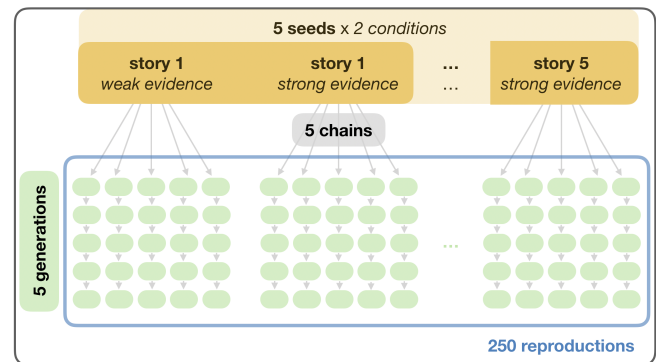 5 seeds x 2 conditions
story 1
weak evidence
story 1
strong evidence
...
...
story 5
strong evidence
5 chains
5 generations
...
250 reproductions